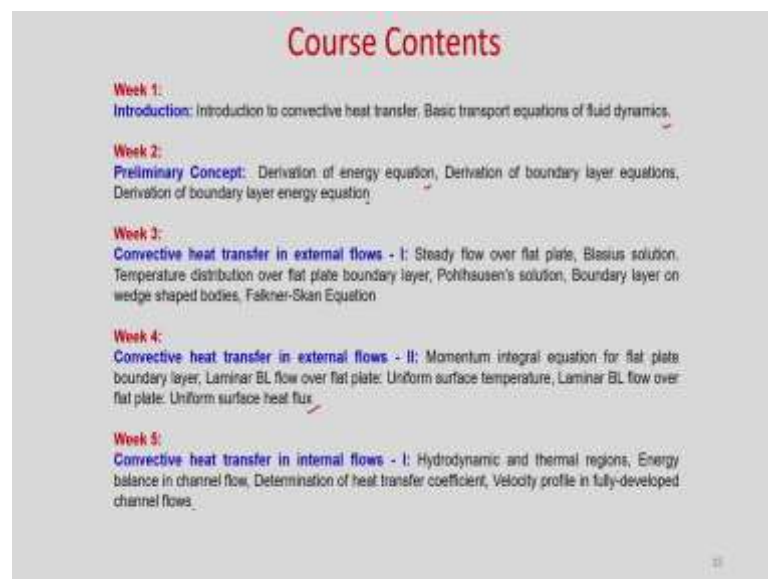 Course Contents
Week 1:
Introduction: Introduction to convective heat transfer. Basic transport equations of fluid dynamics.
Week 2:
Preliminary Concept: Derivation of energy equation, Derivation of boundary layer equations,
Derivation of boundary layer energy equation
Week 3:
Convective heat transfer in external flows - I: Steady flow over flat plate, Blasius solution.
Temperature distribution over flat plate boundary layer, Pohlhausen's solution, Boundary layer on
wedge shaped bodies, Falkner-Skan Equation
Week 4:
Convective heat transfer in external flows - II: Momentum integral equation for flat plate
boundary layer, Laminar BL flow over flat plate: Uniform surface temperature, Laminar BL flow over
flat plate: Uniform surface heat flux
Week 5:
Convective heat transfer in internal flows - I: Hydrodynamic and thermal regions, Energy
balance in channel flow, Determination of heat transfer coefficient, Velocity profile in fully-developed
channel flows